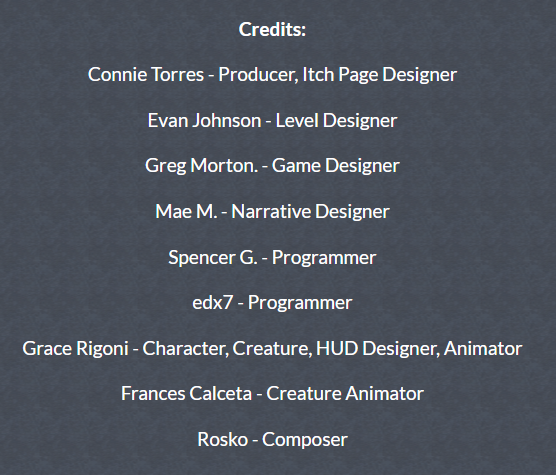 Credits:
Connie Torres - Producer, Itch Page Designer
Evan Johnson - Level Designer
Greg Morton. - Game Designer
Mae M. - Narrative Designer
Spencer G. - Programmer
edx7 - Programmer
Grace Rigoni - Character, Creature, HUD Designer, Animator
Frances Calceta - Creature Animator
Rosko - Composer